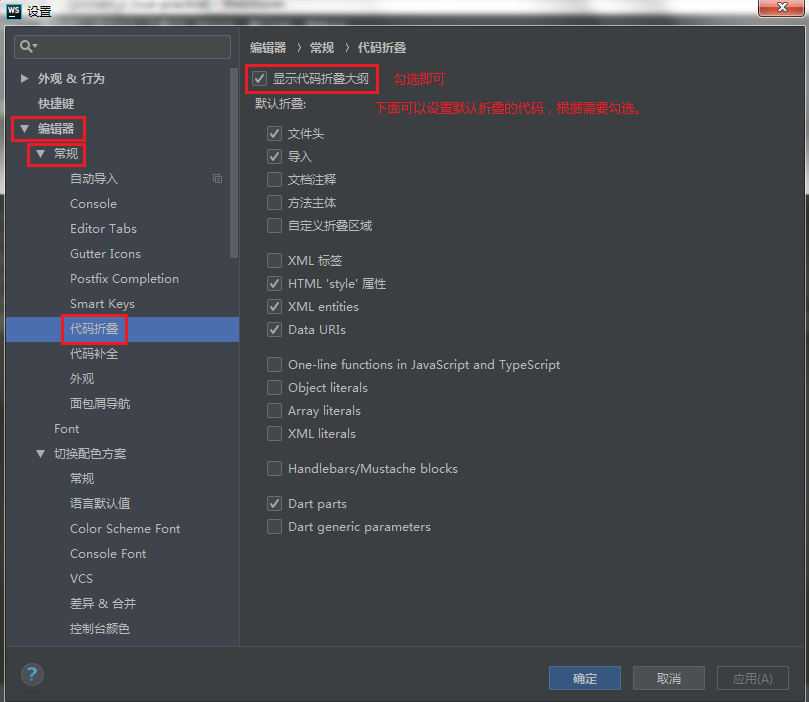 WS 设置
外观 & 行为
快捷键
编辑器
常规
自动导入
Console
Editor Tabs
Gutter Icons
Postfix Completion
Smart Keys
代码折叠
代码补全
外观
面包屑导航
Font
切换配色方案
常规
语言默认值
Color Scheme Font
Console Font
VCS
差异 & 合并
控制台颜色
编辑器 › 常规 › 代码折叠
显示代码折叠大纲 勾选即可
默认折叠: 下面可以设置默认折叠的代码，根据需要勾选。
文件头
导入
文档注释
方法主体
自定义折叠区域
XML 标签
HTML 'style' 属性
XML entities
Data URIs
One-line functions in JavaScript and TypeScript
Object literals
Array literals
XML literals
Handlebars/Mustache blocks
Dart parts
Dart generic parameters
? 确定 取消 应用(A)